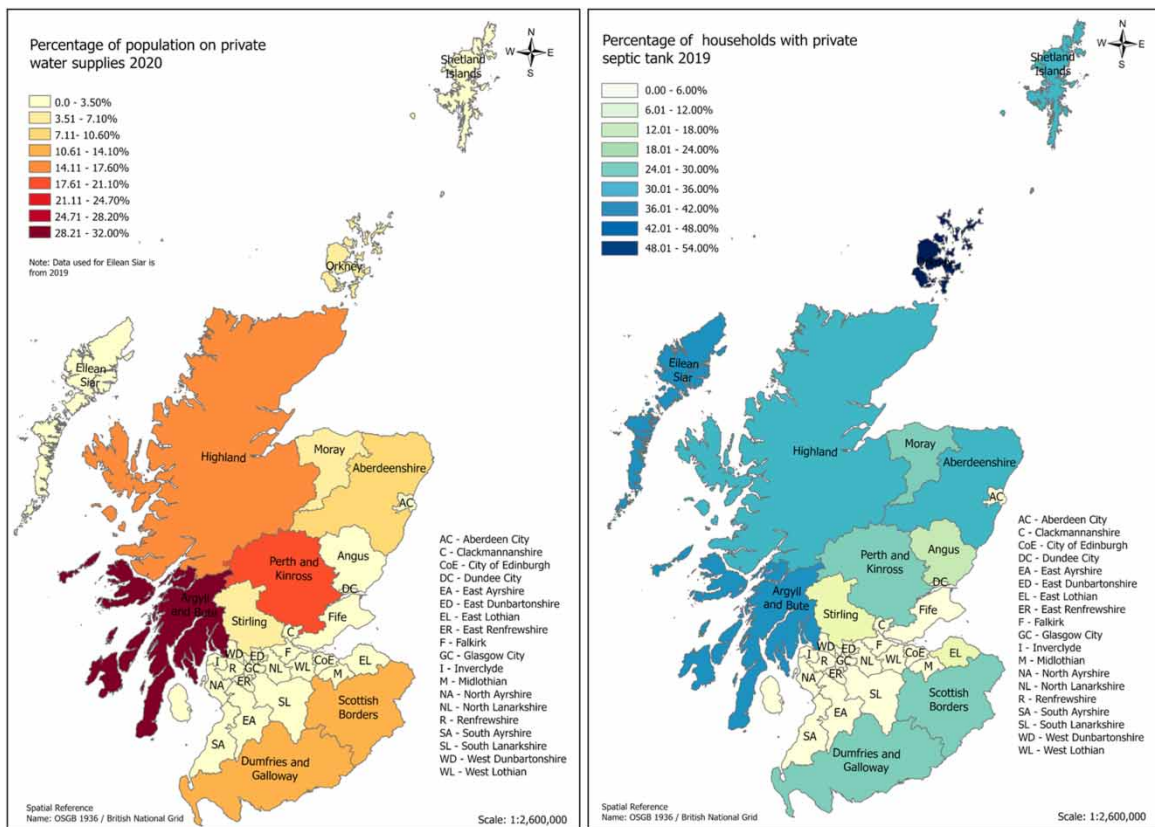 Percentage of population on private
water supplies 2020
0.0 - 3.50%
3.51 - 7.10%
7.11- 10.60%
10.61 - 14.10%
14.11 - 17.60%
17.61 - 21.10%
21.11 - 24.70%
24.71 - 28.20%
28.21 - 32.00%
Note: Data used for Eilean Siar is
from 2019
N
W E
S
Shetland
Islands
Orkney
Eilean
Siar
Highland
Moray
Aberdeenshire
AC
Angus
Perth and
Kinross
DC
Argyll
and Bute
Stirling
Fife
C
WD
ED
F
I
R
GC
NL
WL
CoE
EL
M
NA
ER
SL
EA
SA
Scottish
Borders
Dumfries and
Galloway
AC - Aberdeen City
C - Clackmannanshire
CoE - City of Edinburgh
DC - Dundee City
EA - East Ayrshire
ED - East Dunbartonshire
EL - East Lothian
ER - East Renfrewshire
F - Falkirk
GC - Glasgow City
I - Inverclyde
M - Midlothian
NA - North Ayrshire
NL - North Lanarkshire
R - Renfrewshire
SA - South Ayrshire
SL - South Lanarkshire
WD - West Dunbartonshire
WL - West Lothian
Spatial Reference
Name: OSGB 1936 / British National Grid
Scale: 1:2,600,000
Percentage of  households with private
septic tank 2019
0.00 - 6.00%
6.01 - 12.00%
12.01 - 18.00%
18.01 - 24.00%
24.01 - 30.00%
30.01 - 36.00%
36.01 - 42.00%
42.01 - 48.00%
48.01 - 54.00%
N
W E
S
Shetland
Islands
Eilean
Siar
Highland
Moray
Aberdeenshire
AC
Angus
Perth and
Kinross
DC
Argyll
and Bute
Stirling
Fife
C
WD
ED
F
I
R
GC
NL
WL
CoE
EL
M
NA
ER
SL
EA
SA
Scottish
Borders
Dumfries and
Galloway
AC - Aberdeen City
C - Clackmannanshire
CoE - City of Edinburgh
DC - Dundee City
EA - East Ayrshire
ED - East Dunbartonshire
EL - East Lothian
ER - East Renfrewshire
F - Falkirk
GC - Glasgow City
I - Inverclyde
M - Midlothian
NA - North Ayrshire
NL - North Lanarkshire
R - Renfrewshire
SA - South Ayrshire
SL - South Lanarkshire
WD - West Dunbartonshire
WL - West Lothian
Spatial Reference
Name: OSGB 1936 / British National Grid
Scale: 1:2,600,000